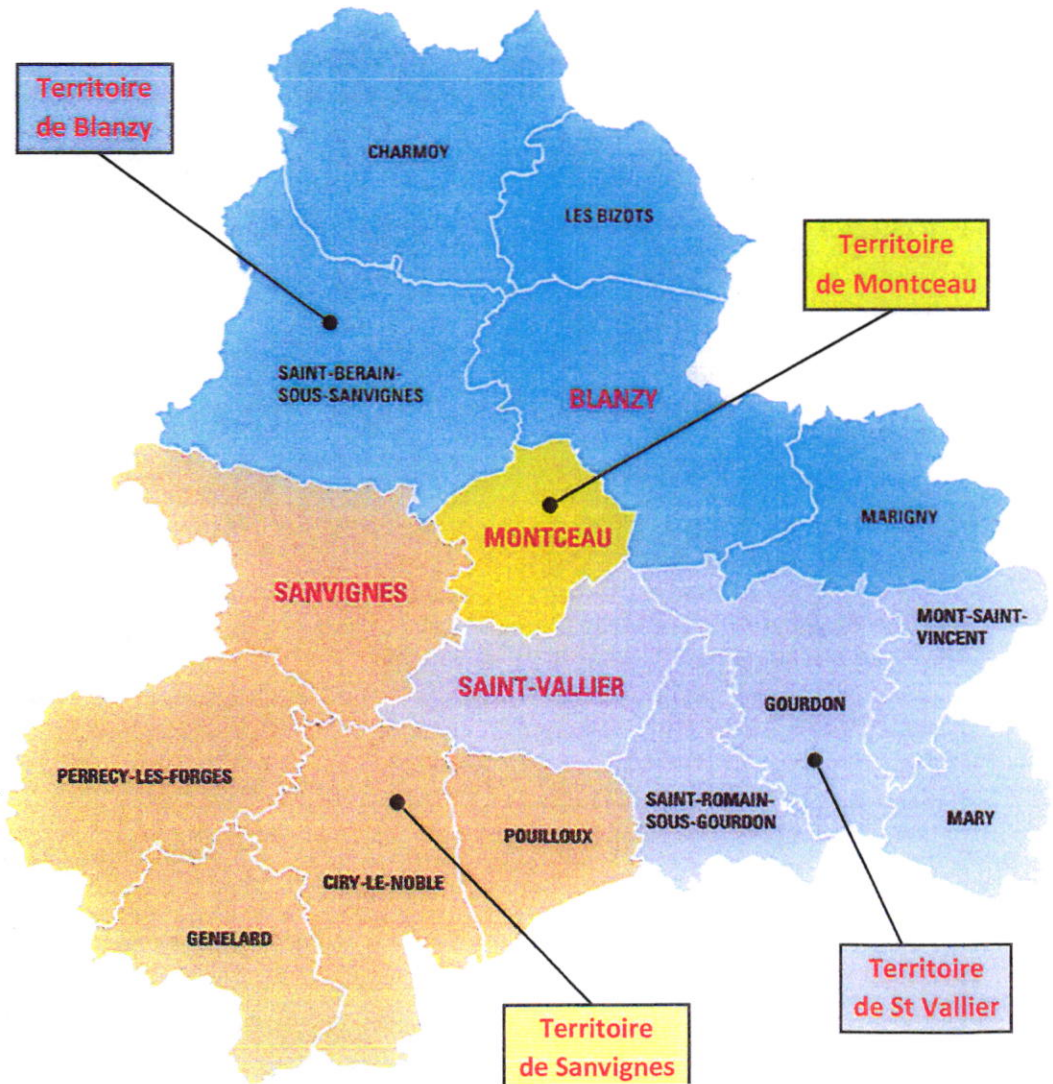 Territoire
de Blanzy
CHARMOY
LES BIZOTS
Territoire
de Montceau
SAINT-BERAIN-
SOUS-SANVIGNES
BLANZY
MONTCEAU
MARIGNY
SANVIGNES
MONT-SAINT-
VINCENT
SAINT-VALLIER
GOURDON
PERRECY-LES-FORGES
SAINT-ROMAIN-
SOUS-GOURDON
MARY
POUILLOUX
CIRY-LE-NOBLE
GENELARD
Territoire
de St Vallier
Territoire
de Sanvignes